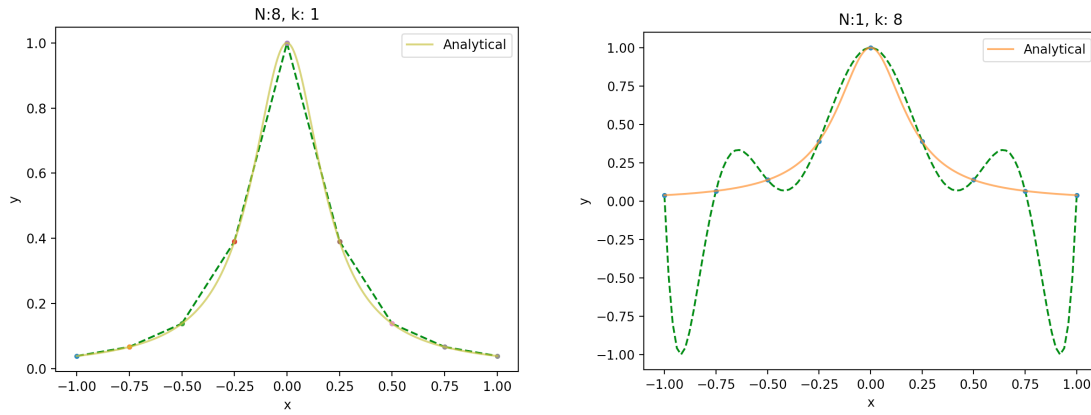 N:8, k: 1
Analytical
1.0
0.8
0.6
0.4
0.2
0.0
y
−1.00 −0.75 −0.50 −0.25 0.00 0.25 0.50 0.75 1.00
x
N:1, k: 8
Analytical
1.00
0.75
0.50
0.25
0.00
−0.25
−0.50
−0.75
−1.00
y
−1.00 −0.75 −0.50 −0.25 0.00 0.25 0.50 0.75 1.00
x